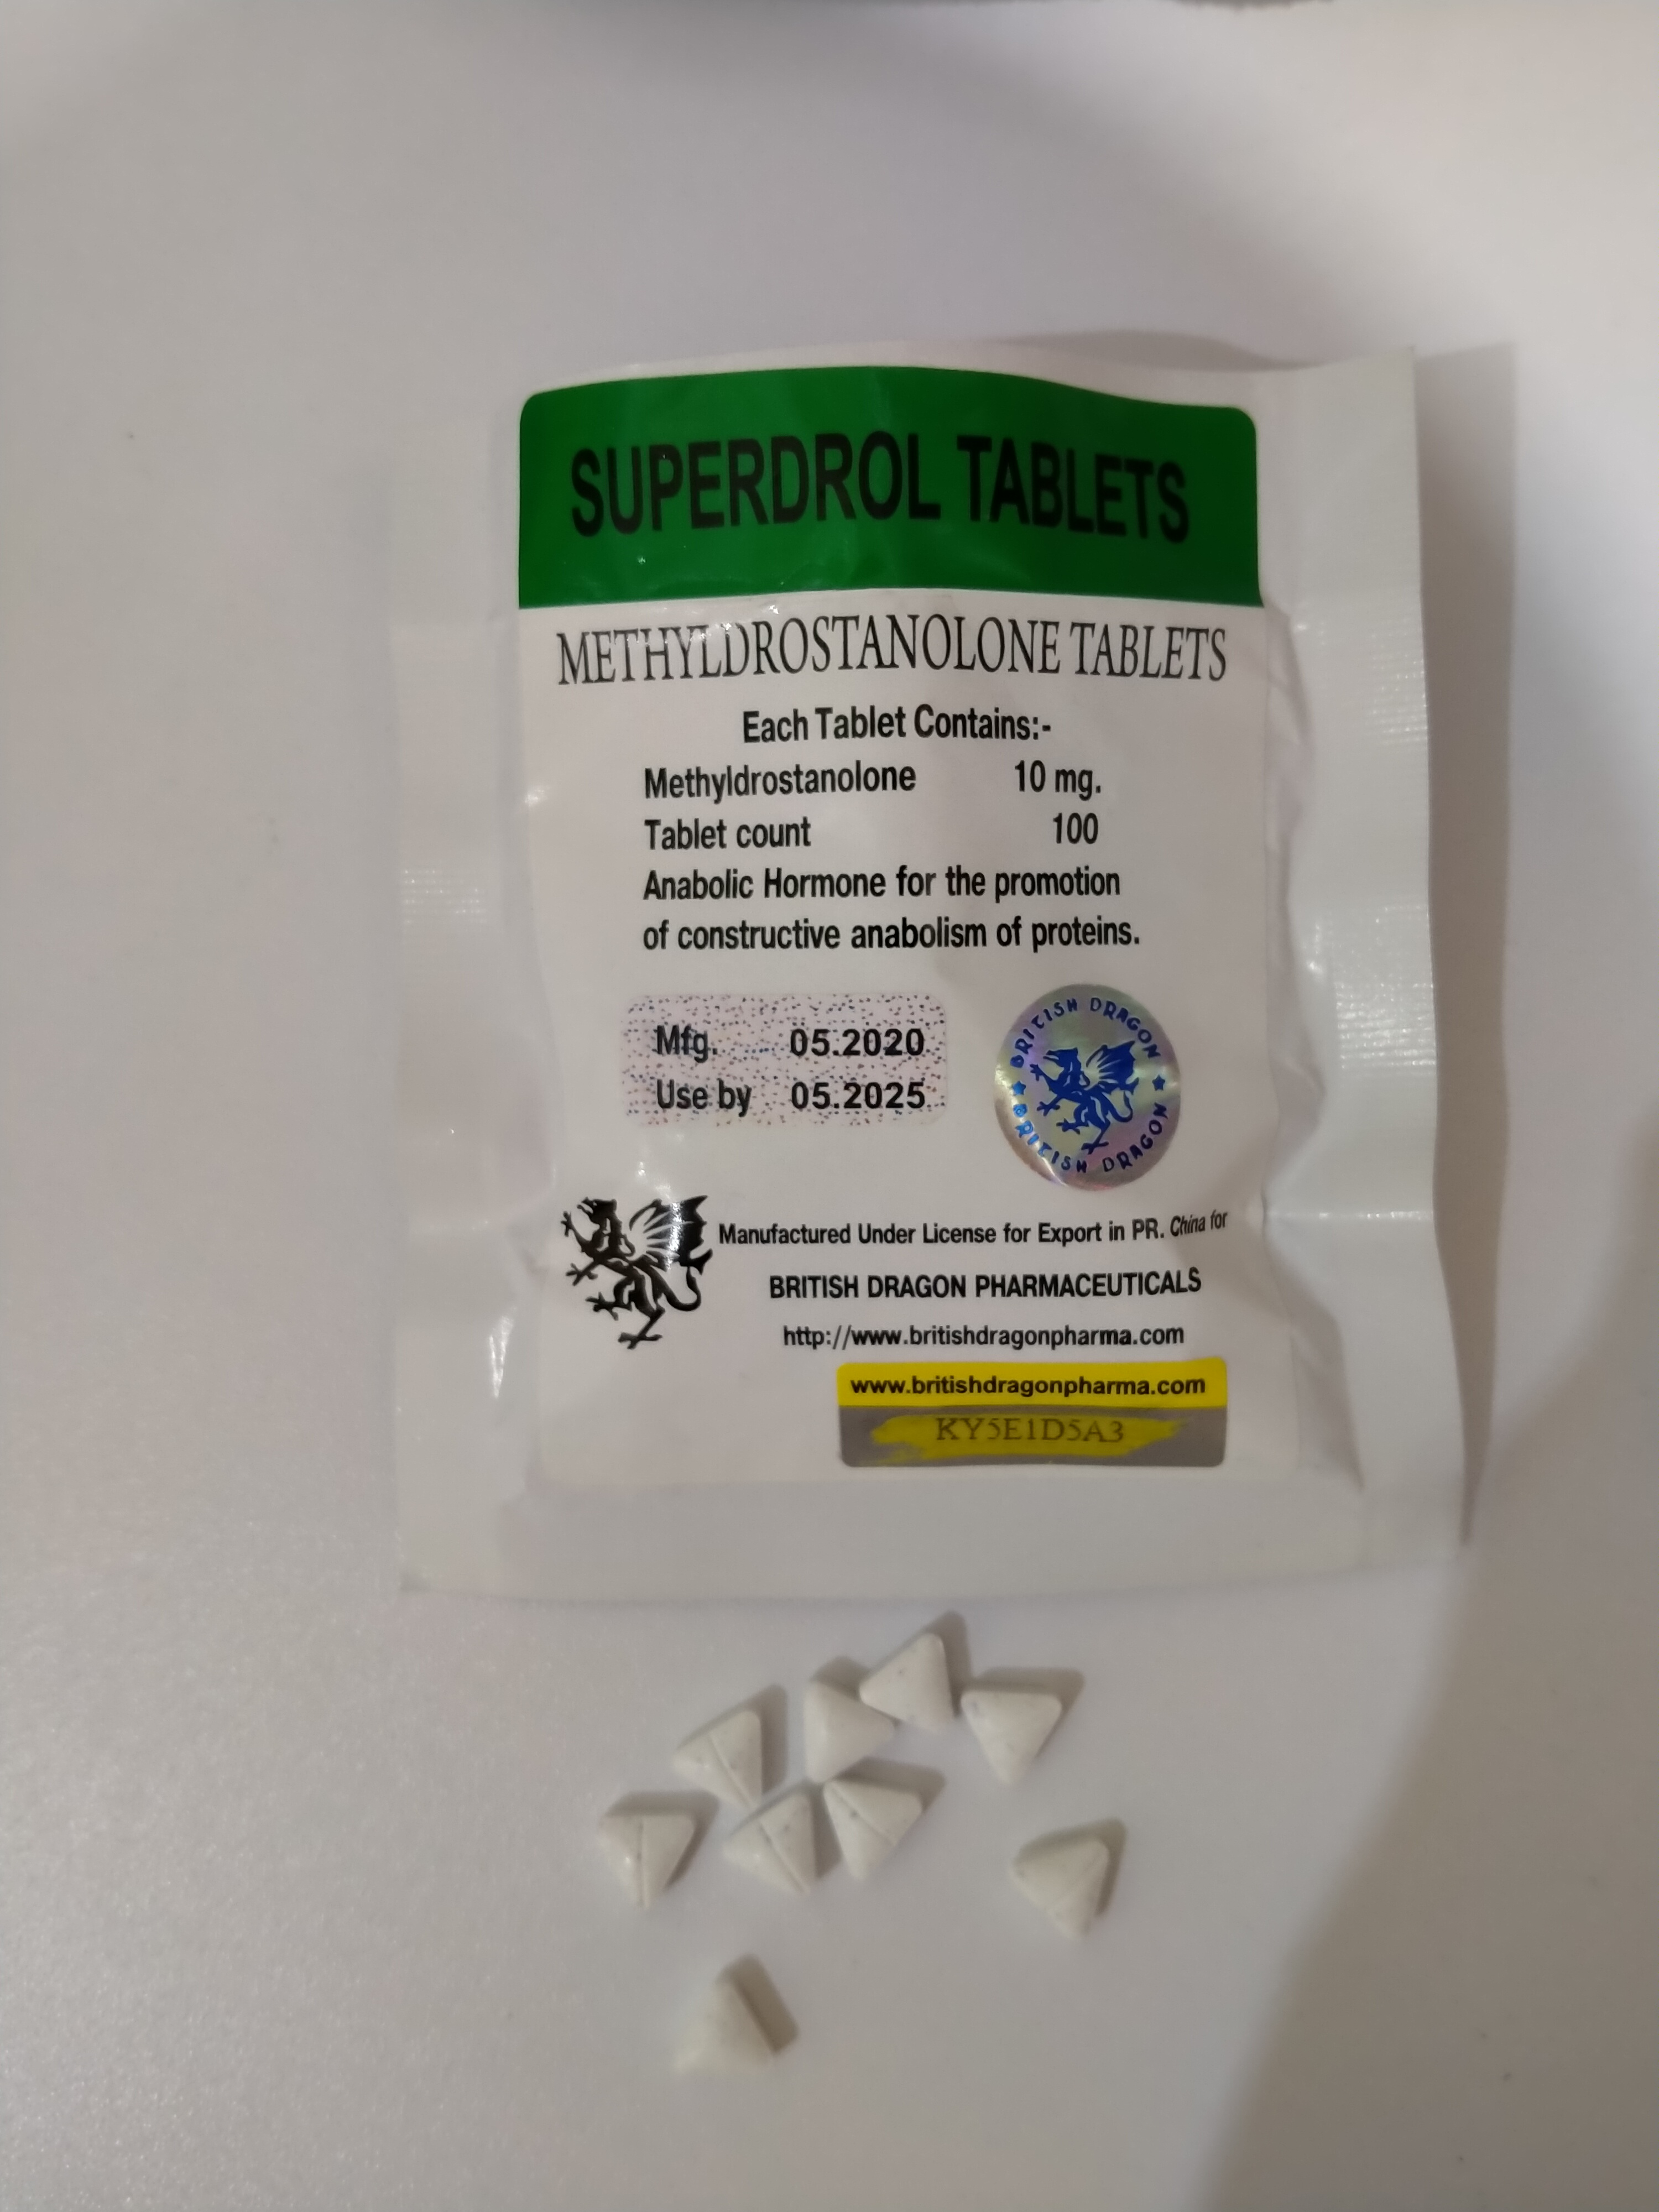 SUPERDROL TABLETS
METHYLDROSTANOLONE TABLETS
Each Tablet Contains:-
Methyldrostanolone 10 mg.
Tablet count 100
Anabolic Hormone for the promotion
of constructive anabolism of proteins.
Mfg. 05.2020
Use by 05.2025
BRITISH DRAGON
BRITISH DRAGON
Manufactured Under License for Export in PR. China for
BRITISH DRAGON PHARMACEUTICALS
http://www.britishdragonpharma.com
www.britishdragonpharma.com
KY5E1D5A3